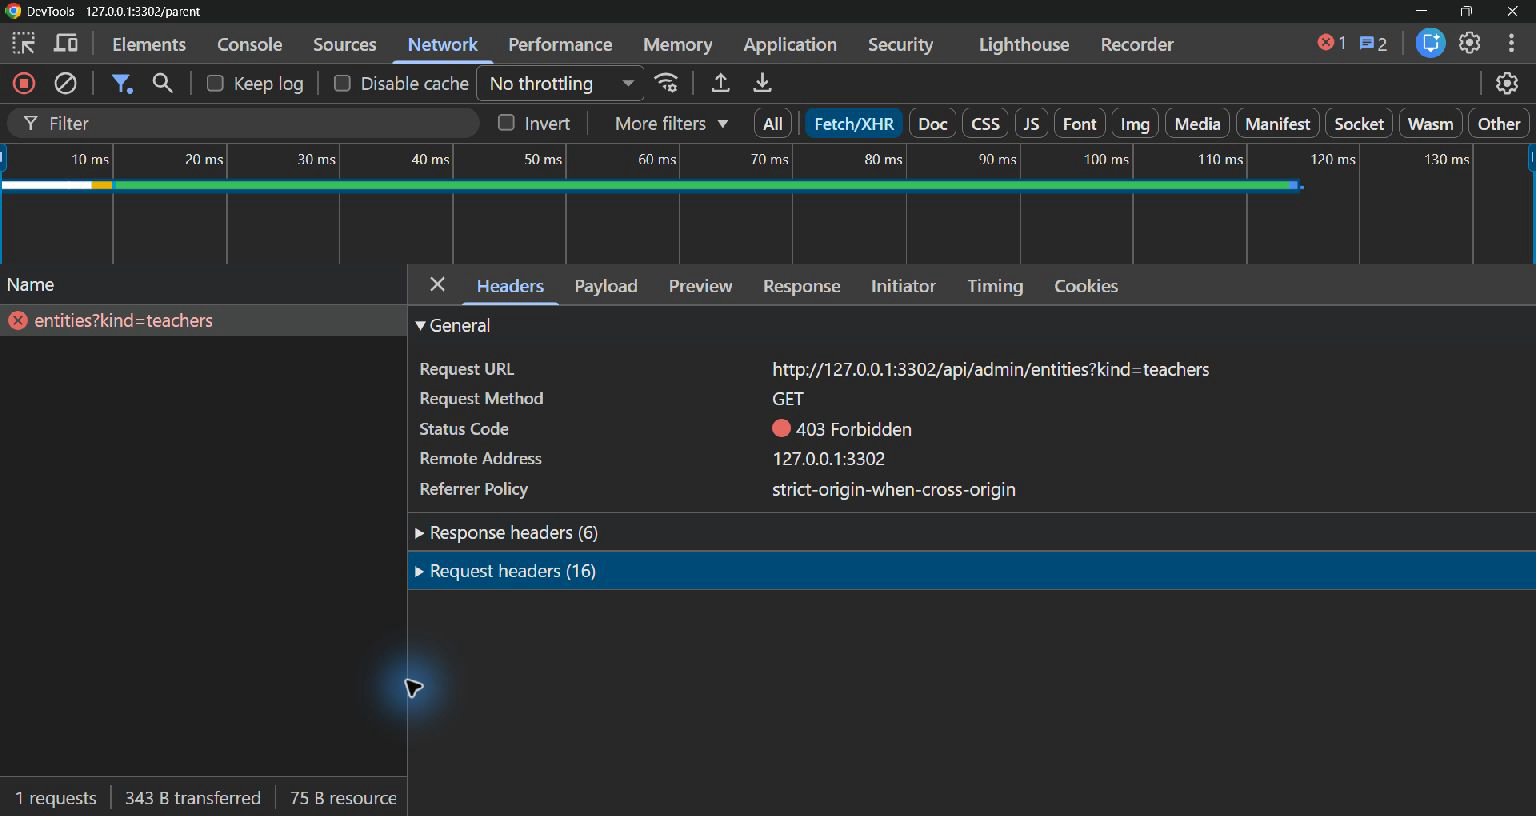 DevTools - 127.0.0.1:3302/parent
Elements Console Sources Network Performance Memory Application Security Lighthouse Recorder 1 2
Keep log Disable cache No throttling
Filter Invert More filters All Fetch/XHR Doc CSS JS Font Img Media Manifest Socket Wasm Other
10 ms 20 ms 30 ms 40 ms 50 ms 60 ms 70 ms 80 ms 90 ms 100 ms 110 ms 120 ms 130 ms
Name
entities?kind=teachers
Headers Payload Preview Response Initiator Timing Cookies
General
Request URL http://127.0.0.1:3302/api/admin/entities?kind=teachers
Request Method GET
Status Code 403 Forbidden
Remote Address 127.0.0.1:3302
Referrer Policy strict-origin-when-cross-origin
Response headers (6)
Request headers (16)
1 requests 343 B transferred 75 B resource